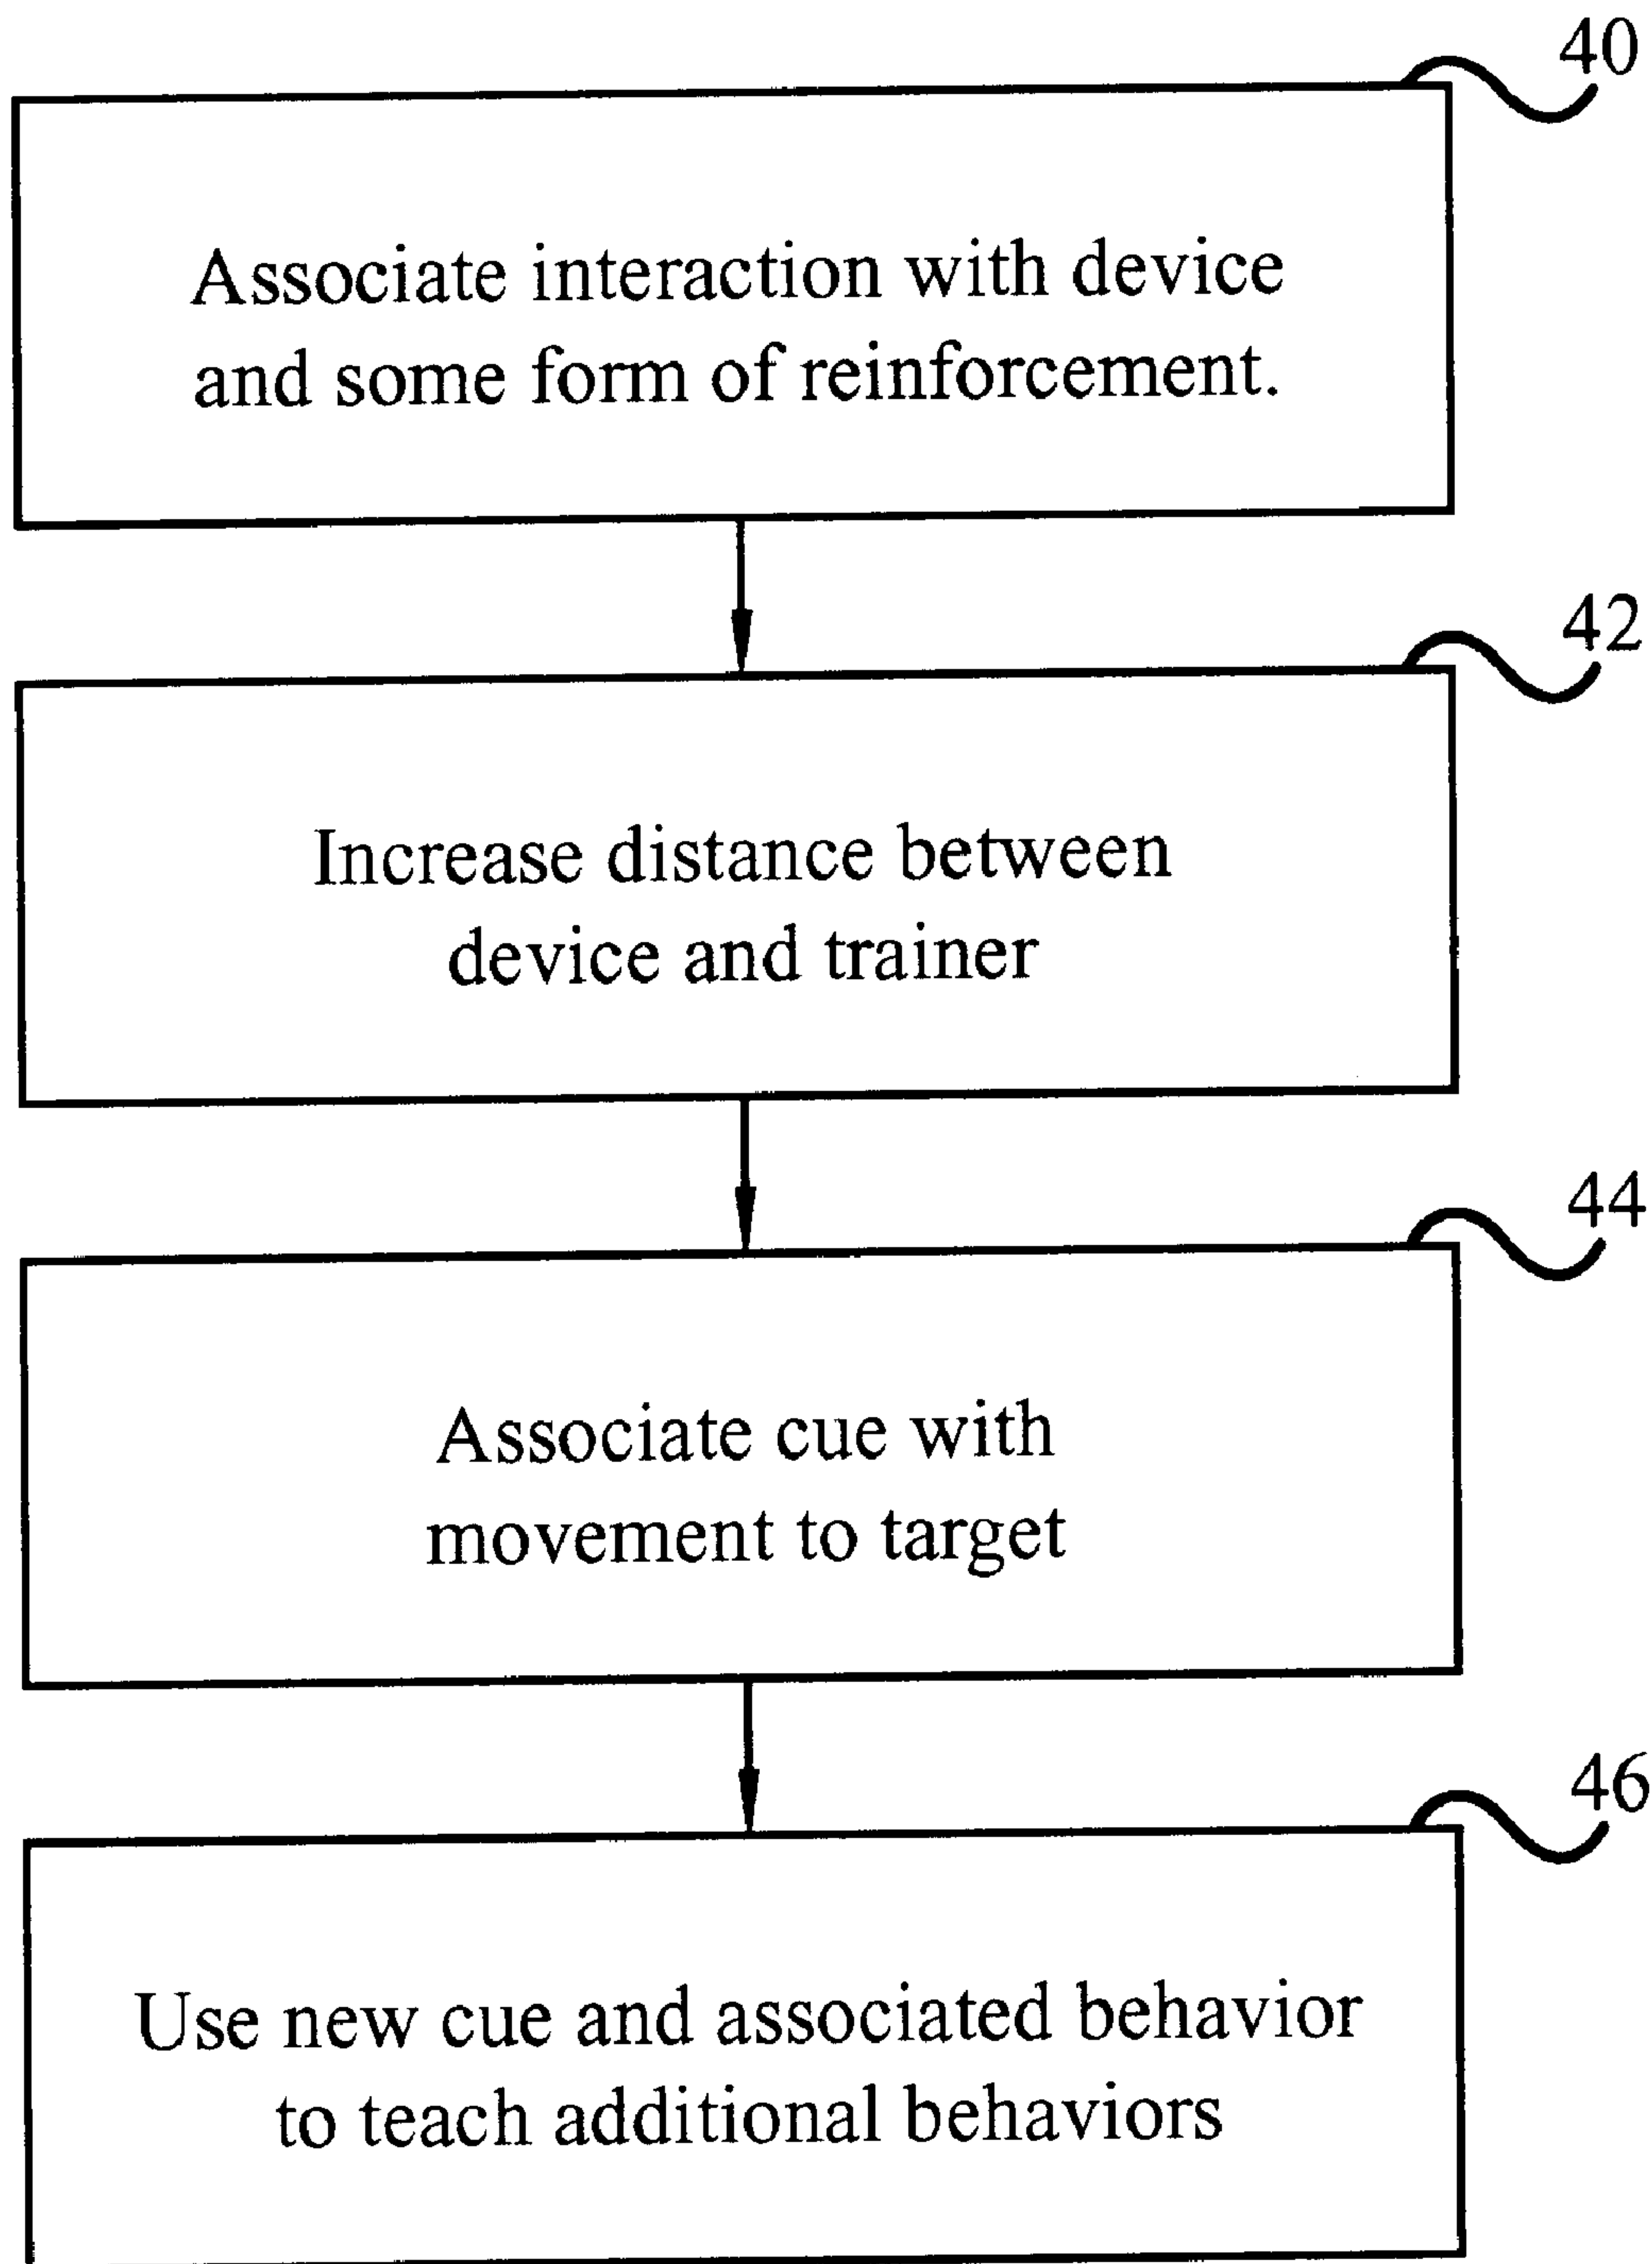 40
Associate interaction with device
and some form of reinforcement.
42
Increase distance between
device and trainer
44
Associate cue with
movement to target
46
Use new cue and associated behavior
to teach additional behaviors